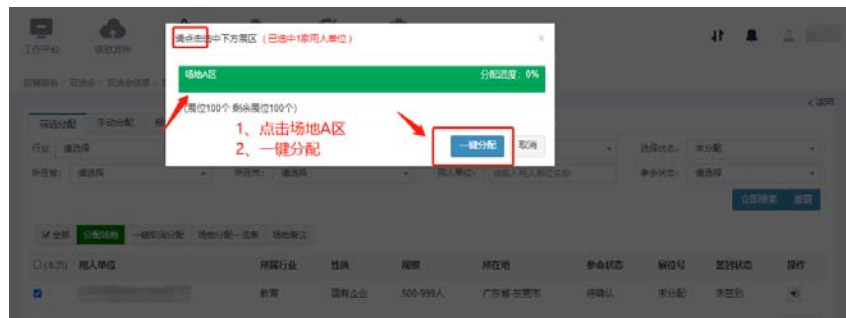 工作平台 信息发布
请点击选中下方展区（已选中1家用人单位） ×
场地A区 分配进度：0%
(展位100个 剩余展位100个)
1、点击场地A区
2、一键分配
一键分配 取消
< 返回
筛选分配 手动分配
行业: 请选择 选择状态: 未分配
所在省: 请选择 所在市: 请选择 用人单位: 请输入用人单位名称 参会状态: 请选择
立即搜索 重置
全部 分配场地 一键取消分配 场地分配一览表 场地备注
(本页) 用人单位 所属行业 性质 规模 所在地 参会状态 展位号 签到状态 操作
教育 国有企业 500-999人 广东省-东莞市 待确认 未分配 未签到